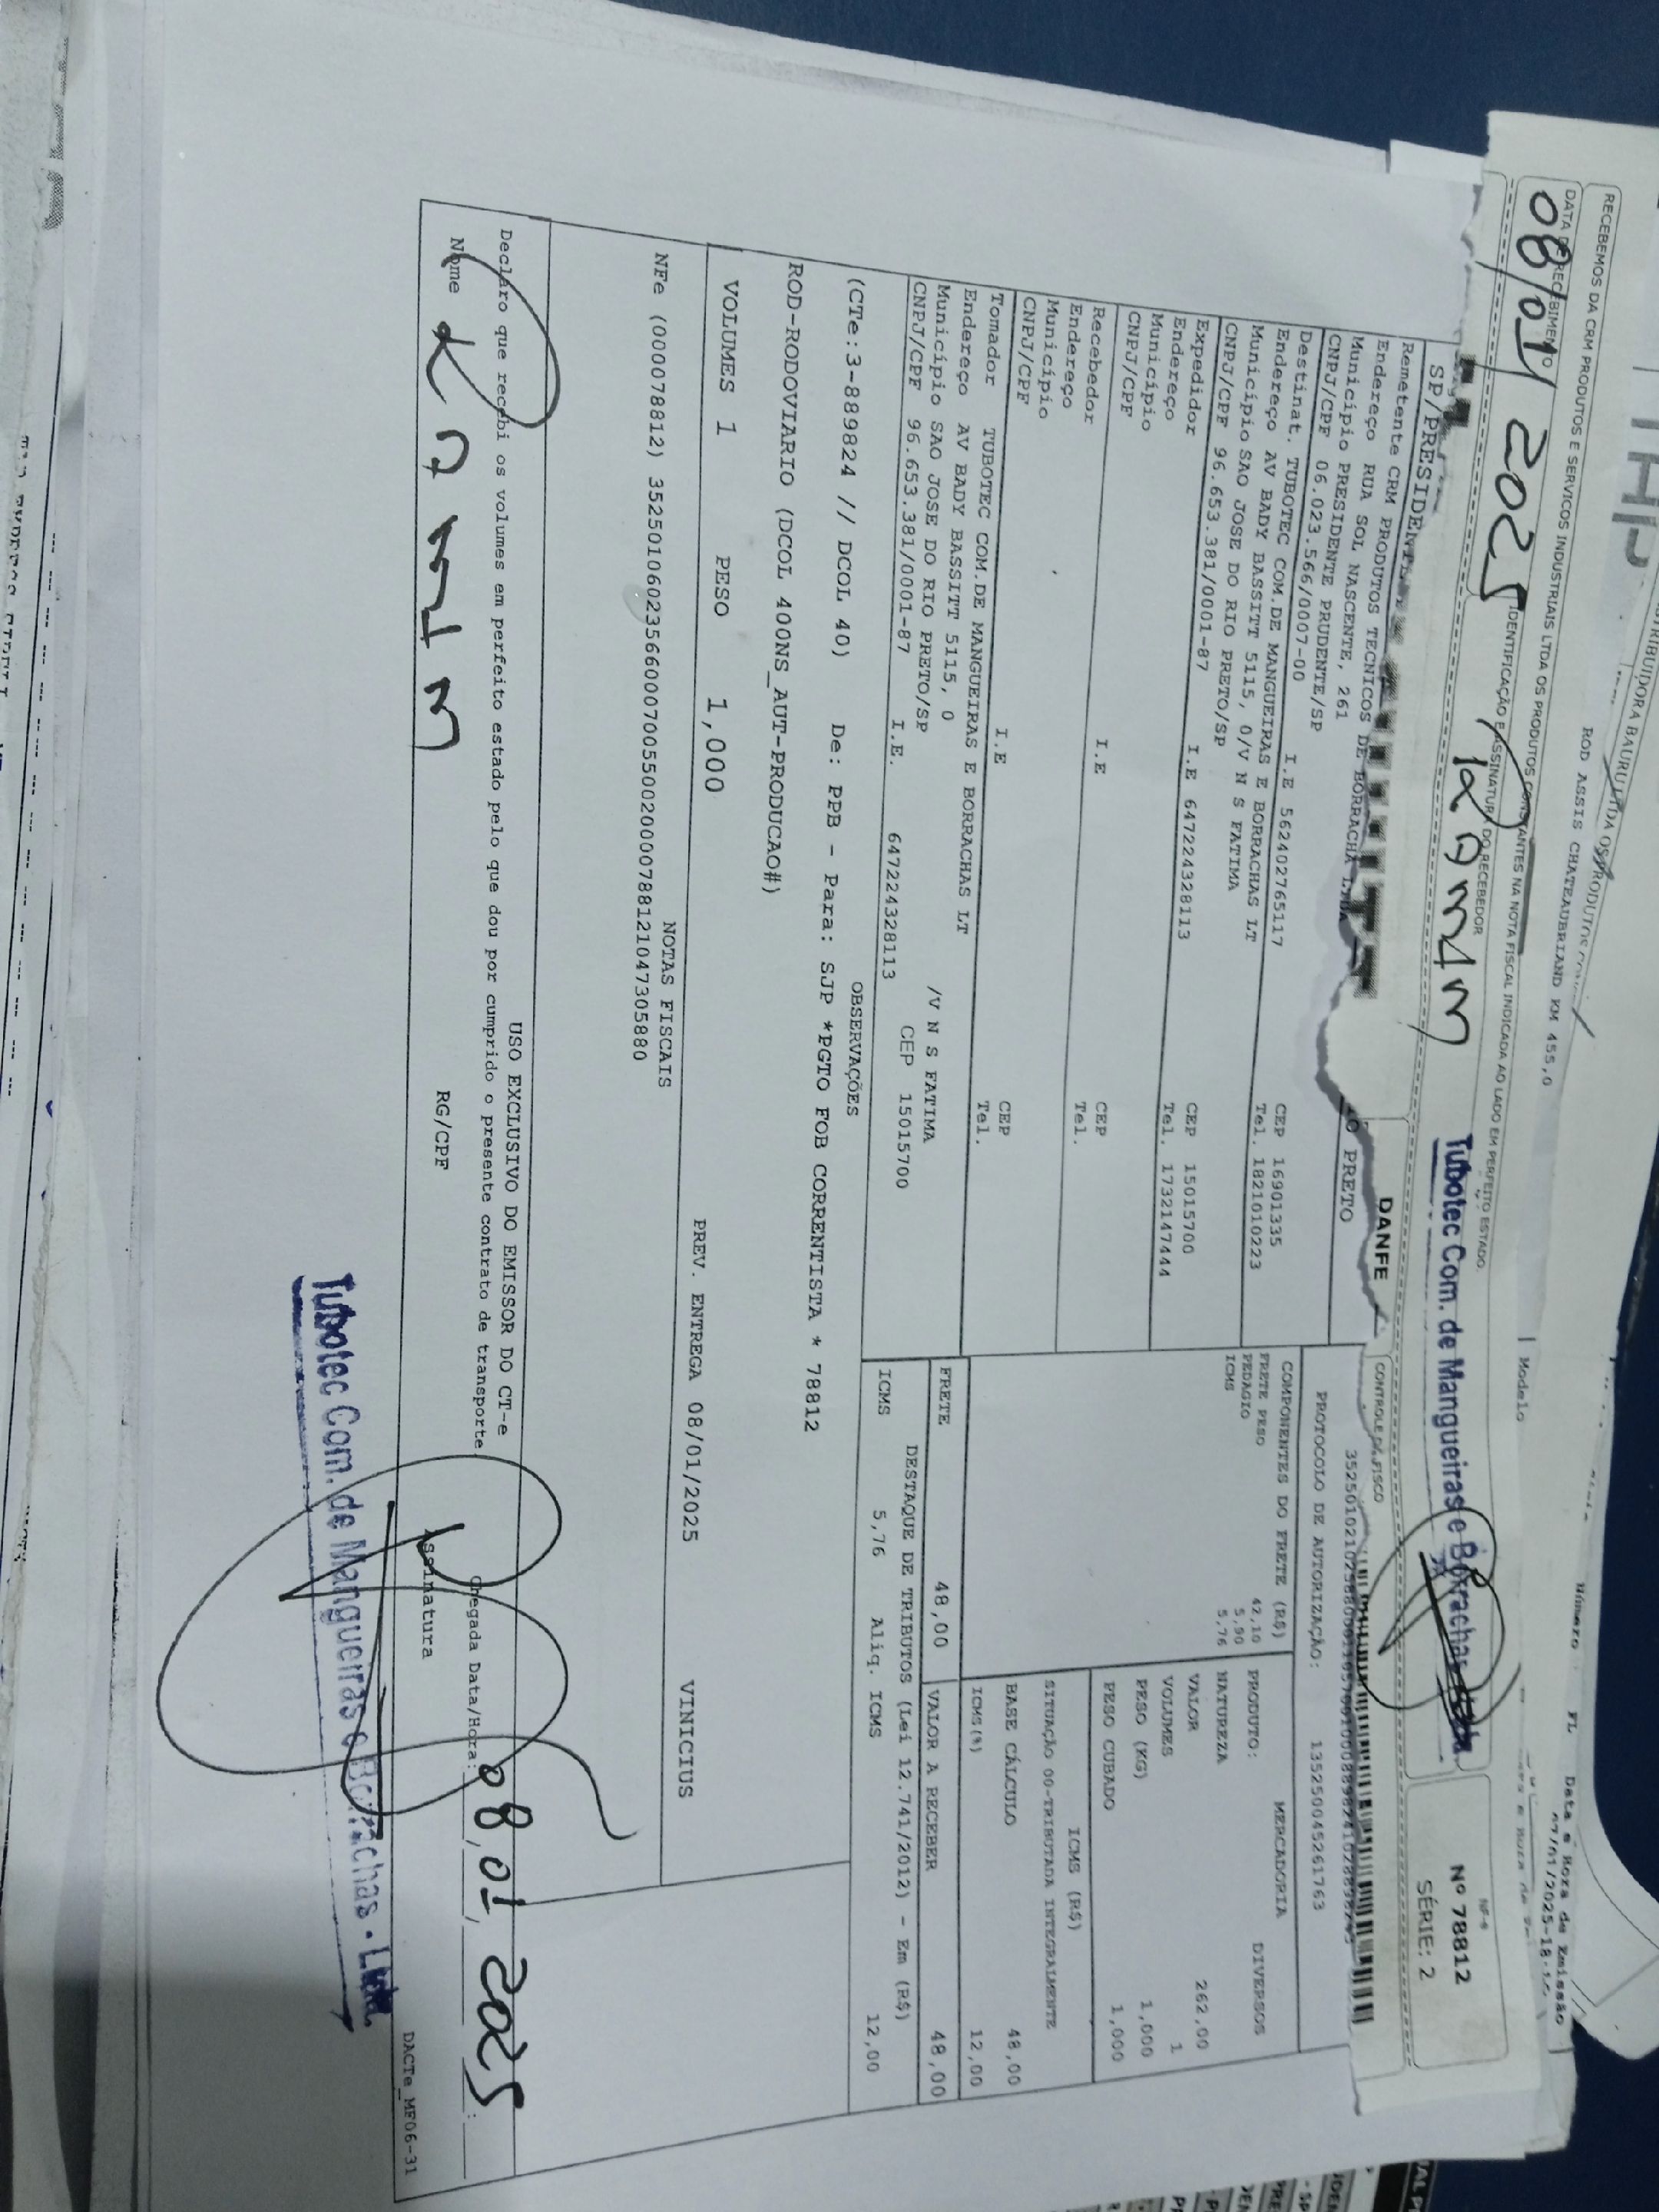 RECEBEMOS DA CRM PRODUTOS E SERVICOS INDUSTRIAIS LTDA OS PRODUTOS CONSTANTES NA NOTA FISCAL INDICADA AO LADO EM PERFEITO ESTADO.
DATA DE RECEBIMENTO
08/01/2025
IDENTIFICAÇÃO E ASSINATURA DO RECEBEDOR
Tubotec Com. de Mangueiras e Borrachas Ltda.
NF-e
Nº 78812
SÉRIE: 2
ROD ASSIS CHATEAUBRIAND KM 455,0
Modelo
Número
FL
Data e Hora de Emissão
DANFE
CONTROLE DO FISCO
SP/PRESIDEN
PRETO
PROTOCOLO DE AUTORIZAÇÃO: 135250045261763
Remetente CRM PRODUTOS TECNICOS DE BORRACHA LTDA
Endereço RUA SOL NASCENTE, 261
Município PRESIDENTE PRUDENTE/SP CEP 16901335
CNPJ/CPF 06.023.566/0007-00 I.E 562402765117 Tel. 1821010223
Destinat. TUBOTEC COM.DE MANGUEIRAS E BORRACHAS LT
Endereço AV BADY BASSITT 5115, 0/V N S FATIMA
Município SAO JOSE DO RIO PRETO/SP CEP 15015700
CNPJ/CPF 96.653.381/0001-87 I.E 647224328113 Tel. 1732147444
Expedidor
Endereço
Município CEP
CNPJ/CPF I.E Tel.
Recebedor
Endereço
Município CEP
CNPJ/CPF I.E Tel.
Tomador TUBOTEC COM.DE MANGUEIRAS E BORRACHAS LT
Endereço AV BADY BASSITT 5115, 0 /V N S FATIMA
Município SAO JOSE DO RIO PRETO/SP CEP 15015700
CNPJ/CPF 96.653.381/0001-87 I.E. 647224328113
COMPONENTES DO FRETE (R$)
FRETE PESO 42,10
PEDAGIO 5,90
ICMS 5,76
MERCADORIA
PRODUTO: DIVERSOS
NATUREZA
VALOR 262,00
VOLUMES 1
PESO (KG) 1,000
PESO CUBADO 1,000
ICMS (R$)
SITUAÇÃO 00-TRIBUTADA INTEGRALMENTE
BASE CÁLCULO 48,00
ICMS(%) 12,00
FRETE 48,00 VALOR A RECEBER 48,00
DESTAQUE DE TRIBUTOS (Lei 12.741/2012) - Em (R$)
ICMS 5,76 Aliq. ICMS 12,00
OBSERVAÇÕES
(CTe:3-889824 // DCOL 40) De: PPB - Para: SJP *PGTO FOB CORRENTISTA * 78812
ROD-RODOVIARIO (DCOL 400NS_AUT-PRODUCAO#)
VOLUMES 1 PESO 1,000 PREV. ENTREGA 08/01/2025 VINICIUS
NOTAS FISCAIS
NFe (000078812) 35250106023566000700550020000788121047305880
USO EXCLUSIVO DO EMISSOR DO CT-e
Declaro que recebi os volumes em perfeito estado pelo que dou por cumprido o presente contrato de transporte
Chegada Data/Hora: 08/01/2025
Nome
RG/CPF
Assinatura
Tubotec Com. de Mangueiras e Borrachas - Ltda.
DACTe_MF06-31